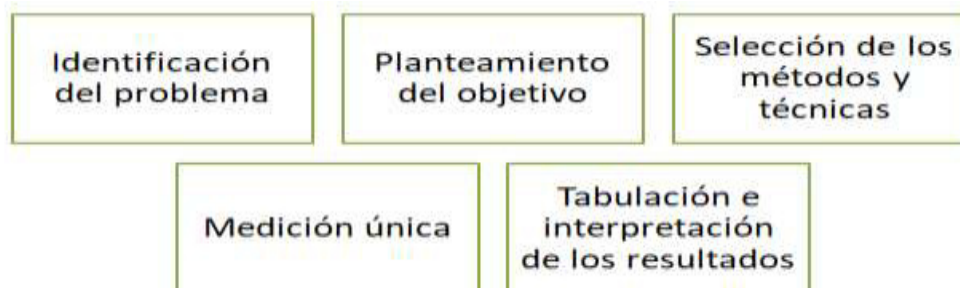 Identificación
del problema
Planteamiento
del objetivo
Selección de los
métodos y
técnicas
Medición única
Tabulación e
interpretación
de los resultados